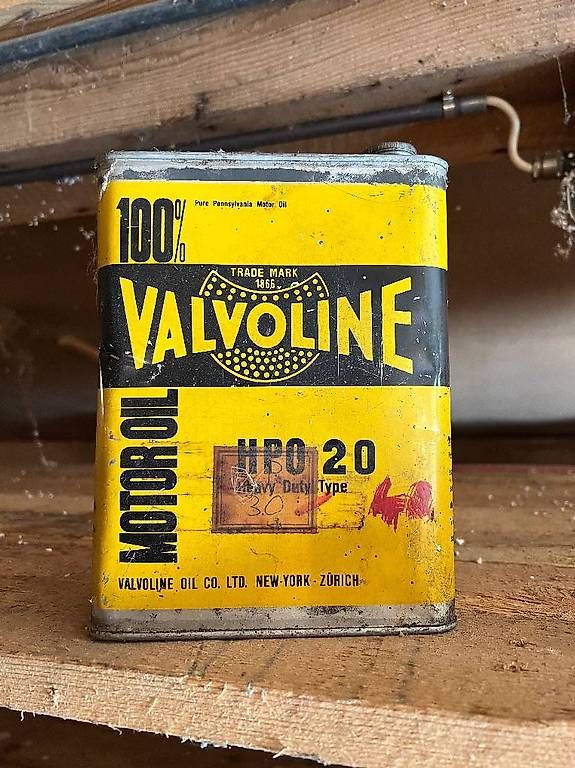 100%
Pure Pennsylvania Motor Oil
TRADE MARK
1866
VALVOLINE
MOTOR OIL
HPO 20
Heavy Duty Type
30
VALVOLINE OIL CO. LTD. NEW-YORK - ZÜRICH